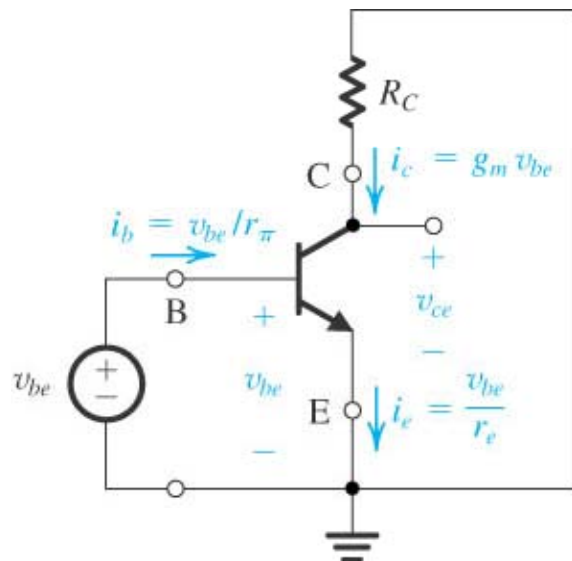 R_C
C
i_c = g_m v_be
i_b = v_be/r_π
B
+
v_ce
−
+
−
v_be
+
v_be
−
E
i_e = v_be/r_e